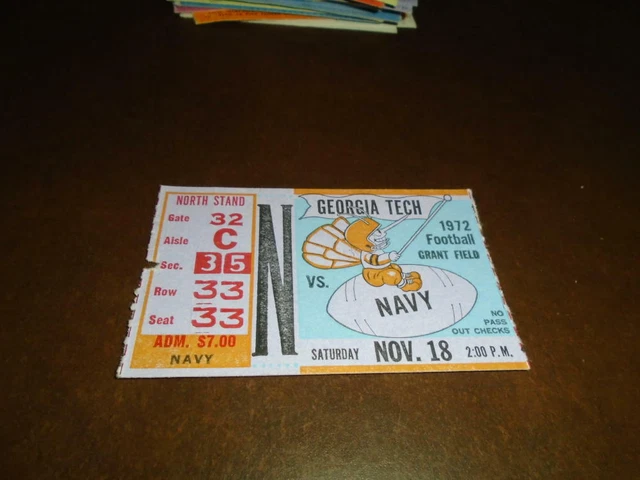 NORTH STAND
Gate 32
Aisle C
Sec. 35
Row 33
Seat 33
ADM. $7.00
NAVY
N
GEORGIA TECH
1972
Football
GRANT FIELD
VS.
NAVY
NO
PASS
OUT CHECKS
SATURDAY NOV. 18 2:00 P.M.